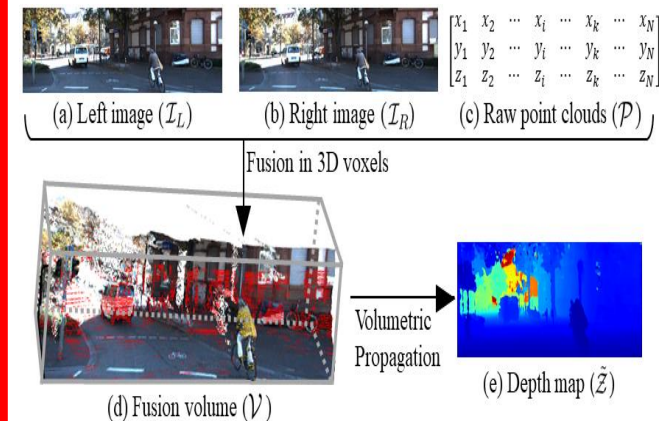 [x₁ x₂ ⋯ xᵢ ⋯ xₖ ⋯ x_N
y₁ y₂ ⋯ yᵢ ⋯ yₖ ⋯ y_N
z₁ z₂ ⋯ zᵢ ⋯ zₖ ⋯ z_N]
(a) Left image (ℐ_L) (b) Right image (ℐ_R) (c) Raw point clouds (𝒫)
Fusion in 3D voxels
Volumetric
Propagation
(d) Fusion volume (𝒱)
(e) Depth map (𝒵̃)